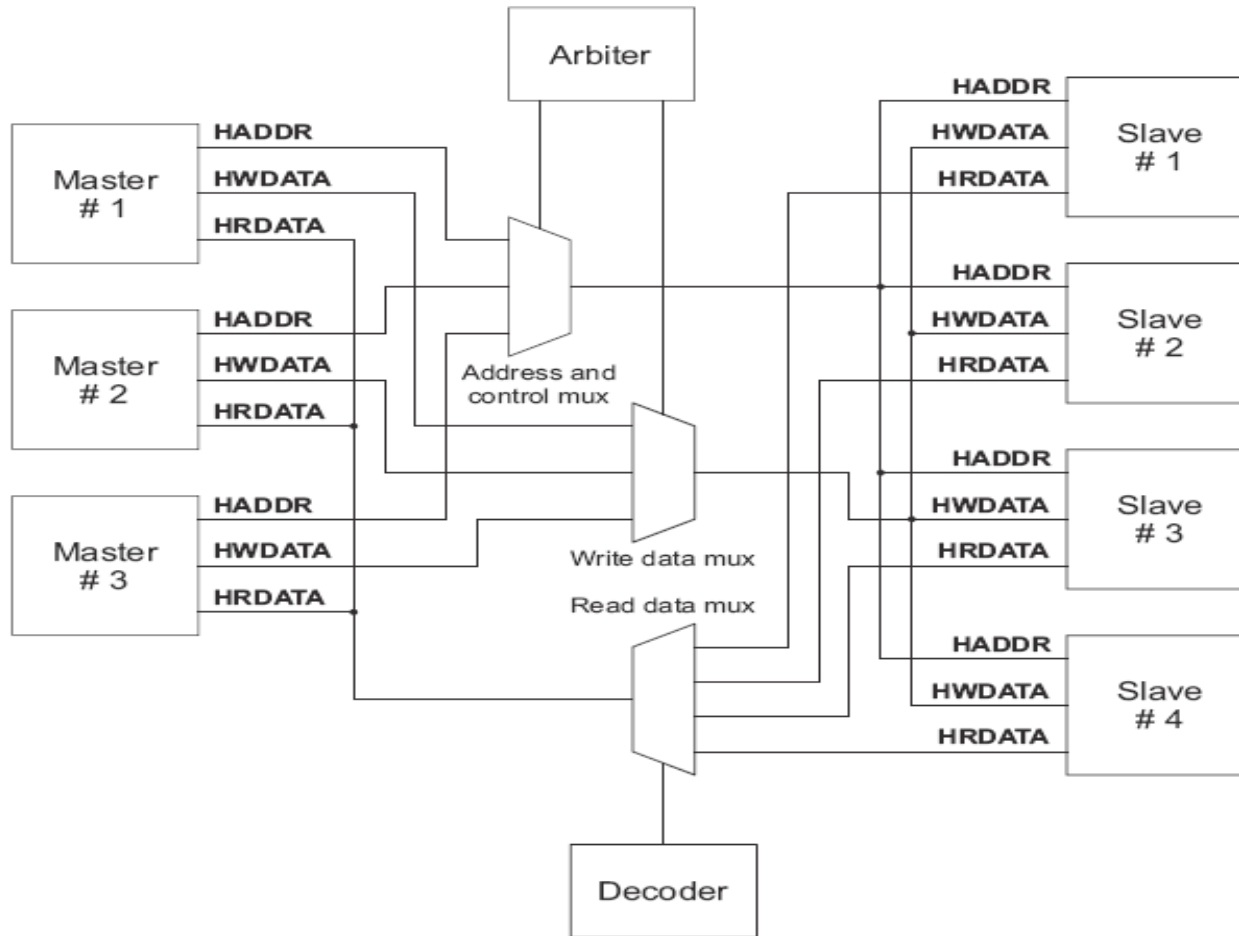 Arbiter
Master
# 1
HADDR
HWDATA
HRDATA
Master
# 2
HADDR
HWDATA
HRDATA
Master
# 3
HADDR
HWDATA
HRDATA
Address and
control mux
Write data mux
Read data mux
HADDR
HWDATA
HRDATA
Slave
# 1
HADDR
HWDATA
HRDATA
Slave
# 2
HADDR
HWDATA
HRDATA
Slave
# 3
HADDR
HWDATA
HRDATA
Slave
# 4
Decoder